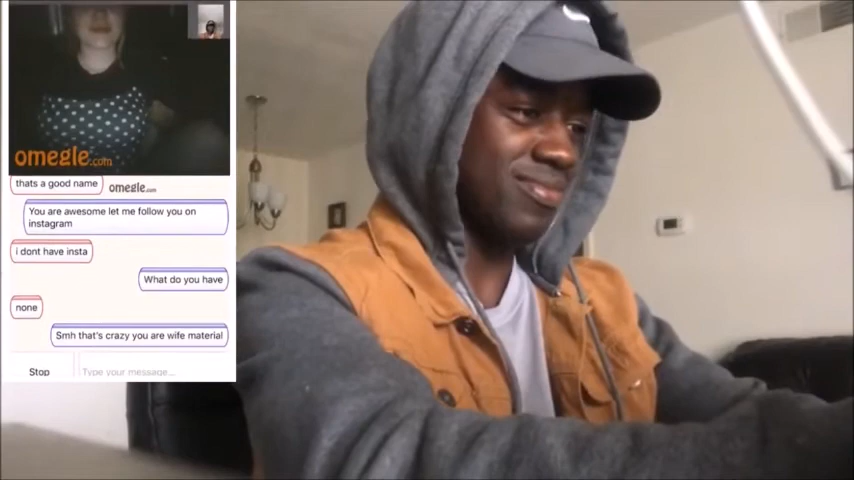 omegle.com
thats a good name
omegle.com
You are awesome let me follow you on
instagram
i dont have insta
What do you have
none
Smh that's crazy you are wife material
Stop
Type your message...